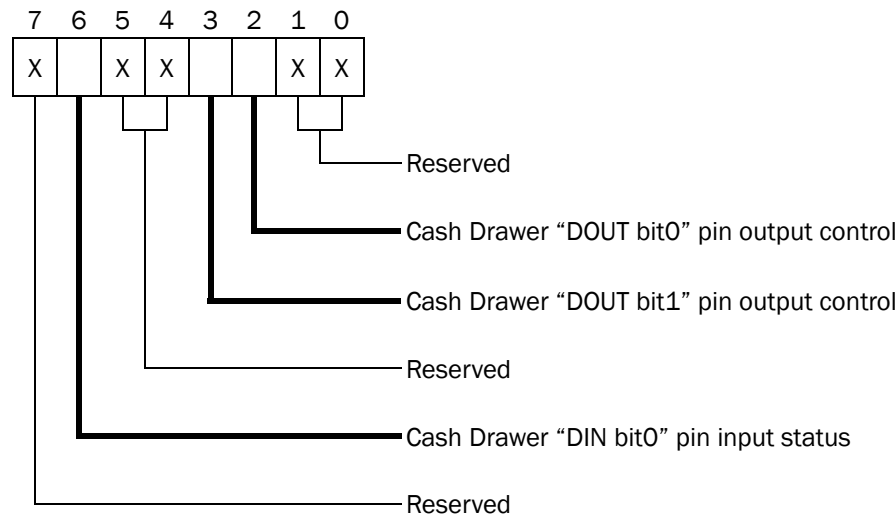 7 6 5 4 3 2 1 0
X X X X X
Reserved
Cash Drawer “DOUT bit0” pin output control
Cash Drawer “DOUT bit1” pin output control
Reserved
Cash Drawer “DIN bit0” pin input status
Reserved